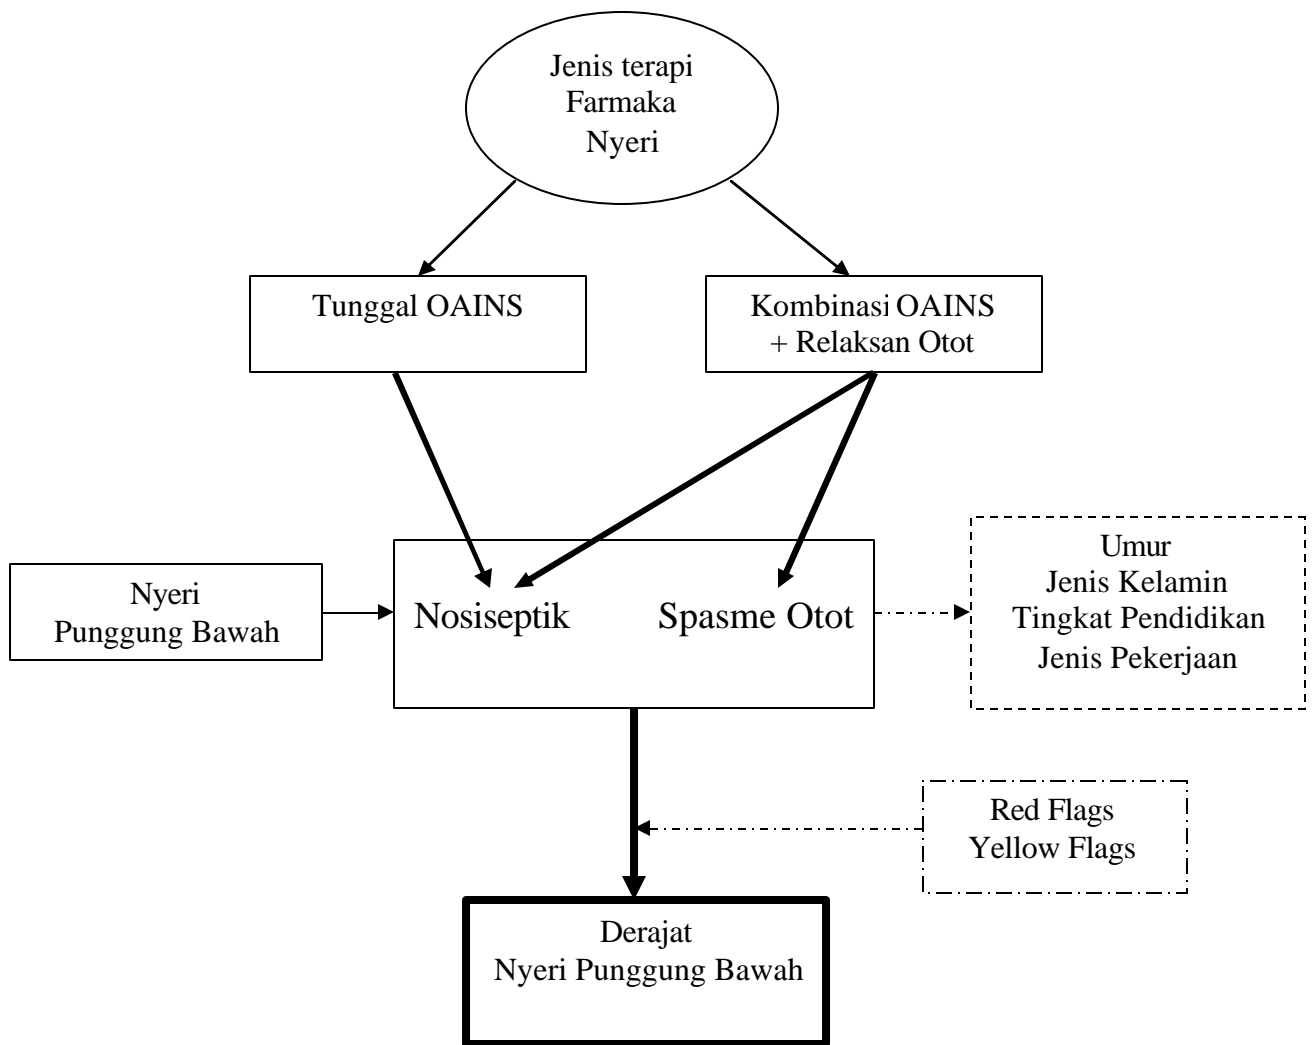 Jenis terapi
Farmaka
Nyeri
Tunggal OAINS
Kombinasi OAINS
+ Relaksan Otot
Nyeri
Punggung Bawah
Nosiseptik
Spasme Otot
Umur
Jenis Kelamin
Tingkat Pendidikan
Jenis Pekerjaan
Red Flags
Yellow Flags
Derajat
Nyeri Punggung Bawah